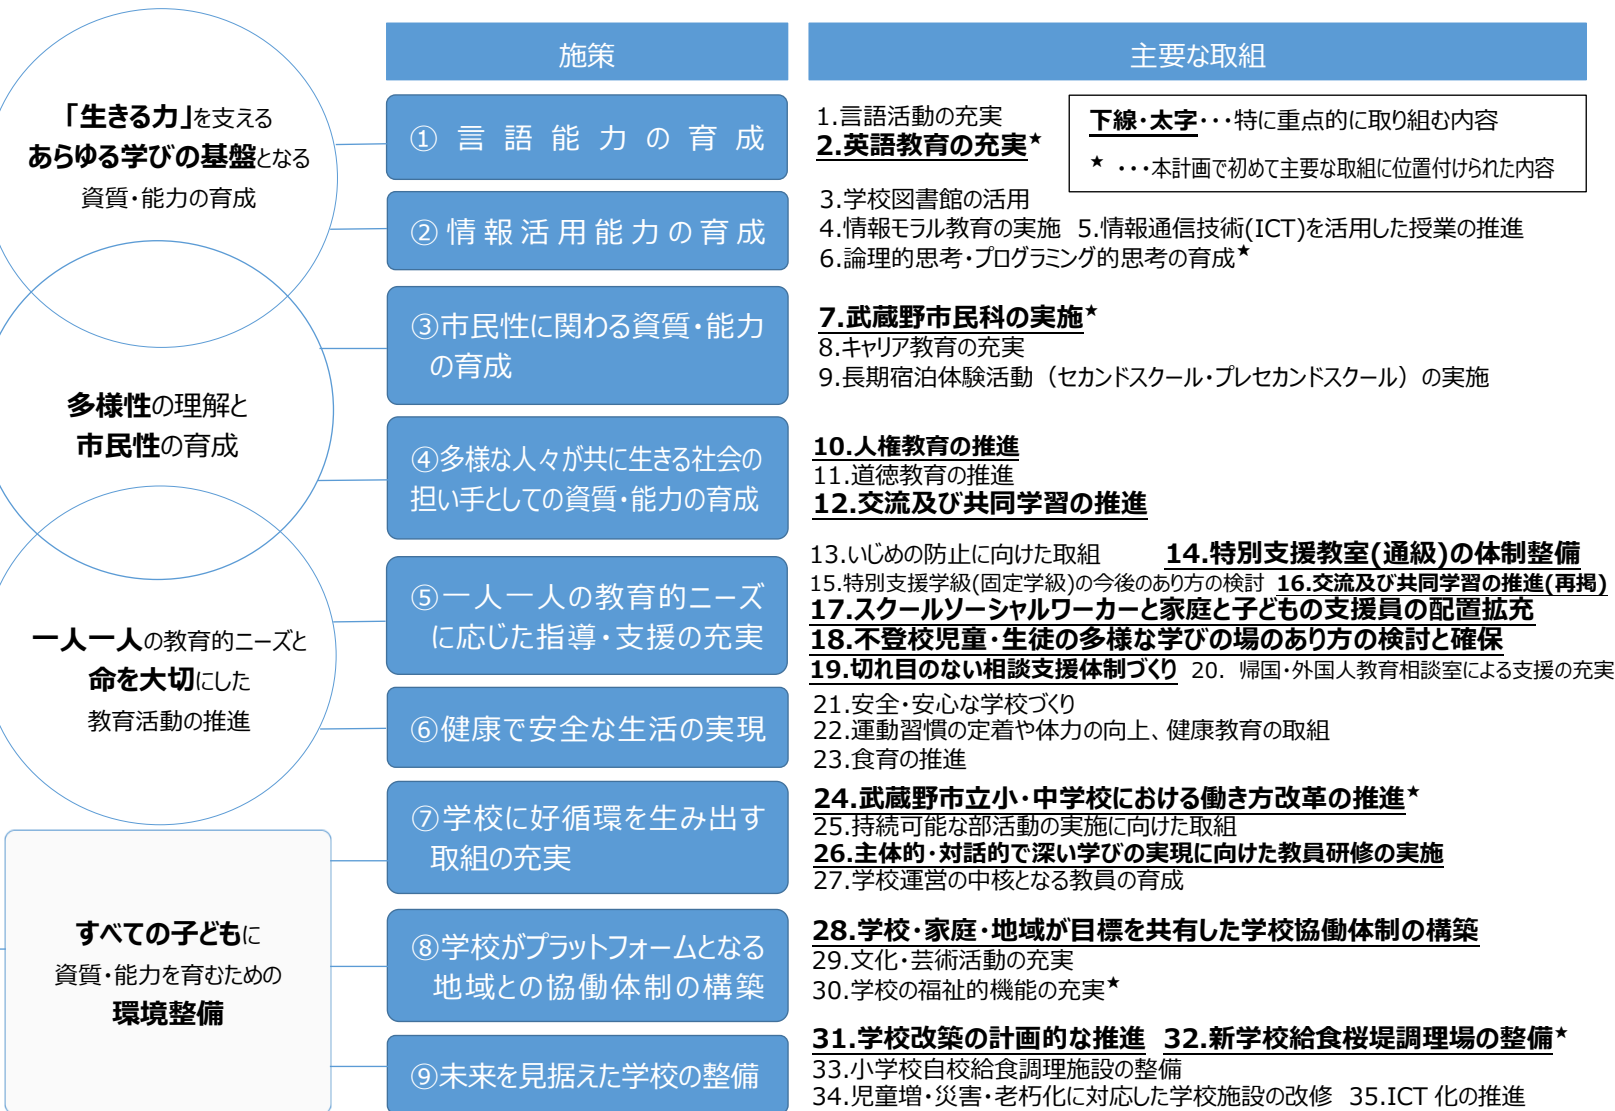 施策
主要な取組
「生きる力」を支える
あらゆる学びの基盤となる
資質・能力の育成
多様性の理解と
市民性の育成
一人一人の教育的ニーズと
命を大切にした
教育活動の推進
すべての子どもに
資質・能力を育むための
環境整備
①言語能力の育成
②情報活用能力の育成
③市民性に関わる資質・能力
の育成
④多様な人々が共に生きる社会の
担い手としての資質・能力の育成
⑤一人一人の教育的ニーズ
に応じた指導・支援の充実
⑥健康で安全な生活の実現
⑦学校に好循環を生み出す
取組の充実
⑧学校がプラットフォームとなる
地域との協働体制の構築
⑨未来を見据えた学校の整備
下線・太字・・・特に重点的に取り組む内容
★ ・・・本計画で初めて主要な取組に位置付けられた内容
1.言語活動の充実
2.英語教育の充実★
3.学校図書館の活用
4.情報モラル教育の実施 5.情報通信技術(ICT)を活用した授業の推進
6.論理的思考・プログラミング的思考の育成★
7.武蔵野市民科の実施★
8.キャリア教育の充実
9.長期宿泊体験活動（セカンドスクール・プレセカンドスクール）の実施
10.人権教育の推進
11.道徳教育の推進
12.交流及び共同学習の推進
13.いじめの防止に向けた取組 14.特別支援教室(通級)の体制整備
15.特別支援学級(固定学級)の今後のあり方の検討 16.交流及び共同学習の推進(再掲)
17.スクールソーシャルワーカーと家庭と子どもの支援員の配置拡充
18.不登校児童・生徒の多様な学びの場のあり方の検討と確保
19.切れ目のない相談支援体制づくり 20. 帰国・外国人教育相談室による支援の充実
21.安全・安心な学校づくり
22.運動習慣の定着や体力の向上、健康教育の取組
23.食育の推進
24.武蔵野市立小・中学校における働き方改革の推進★
25.持続可能な部活動の実施に向けた取組
26.主体的・対話的で深い学びの実現に向けた教員研修の実施
27.学校運営の中核となる教員の育成
28.学校・家庭・地域が目標を共有した学校協働体制の構築
29.文化・芸術活動の充実
30.学校の福祉的機能の充実★
31.学校改築の計画的な推進 32.新学校給食桜堤調理場の整備★
33.小学校自校給食調理施設の整備
34.児童増・災害・老朽化に対応した学校施設の改修 35.ICT 化の推進